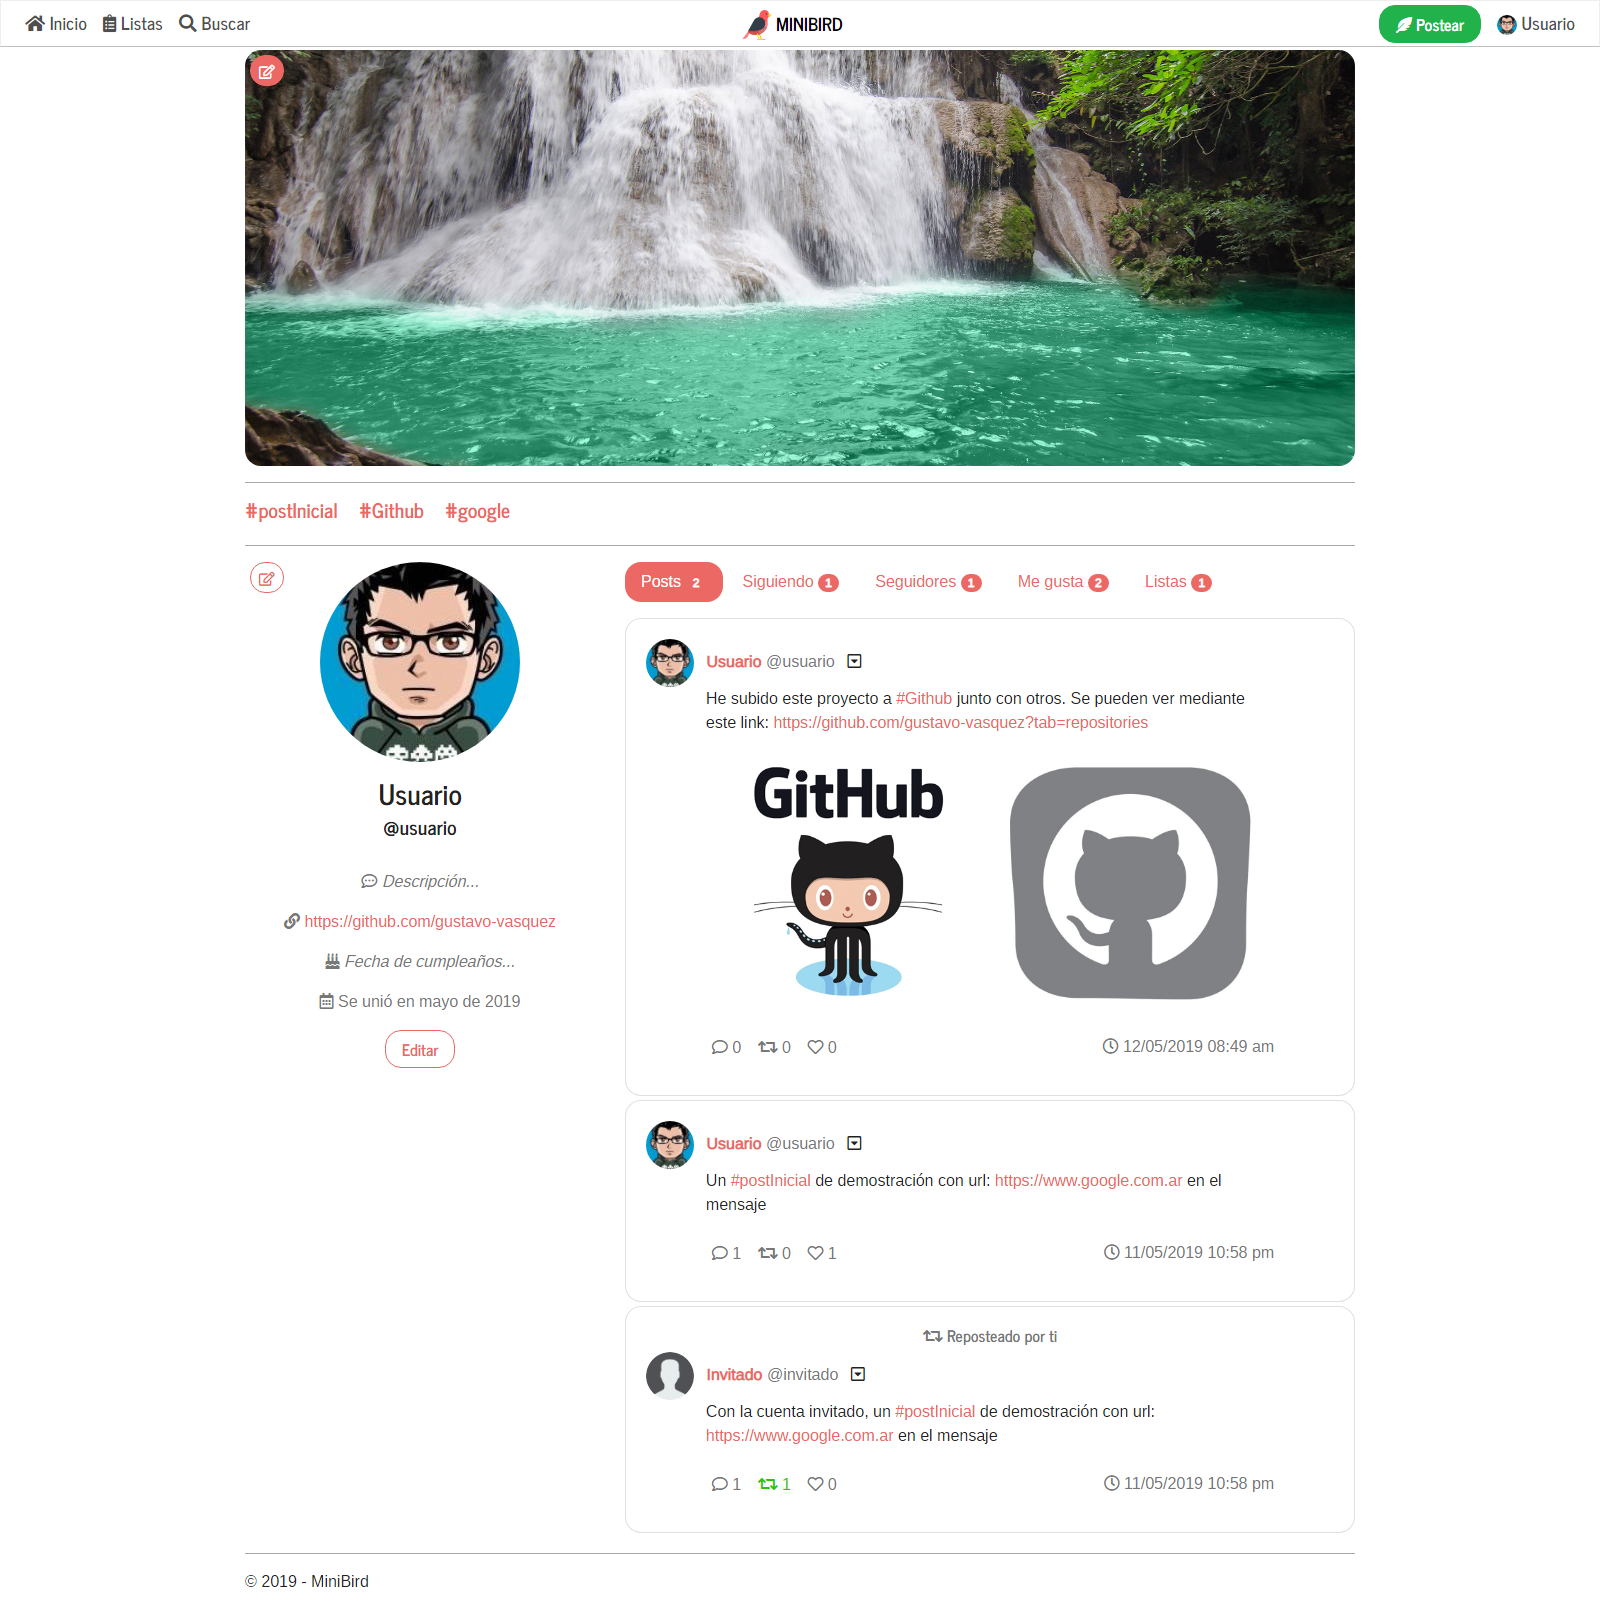 Inicio Listas Buscar MINIBIRD Postear Usuario
#postInicial #Github #google
Posts 2 Siguiendo 1 Seguidores 1 Me gusta 2 Listas 1
Usuario
@usuario
Descripción...
https://github.com/gustavo-vasquez
Fecha de cumpleaños...
Se unió en mayo de 2019
Editar
Usuario @usuario
He subido este proyecto a #Github junto con otros. Se pueden ver mediante
este link: https://github.com/gustavo-vasquez?tab=repositories
GitHub
0 0 0 12/05/2019 08:49 am
Usuario @usuario
Un #postInicial de demostración con url: https://www.google.com.ar en el
mensaje
1 0 1 11/05/2019 10:58 pm
Reposteado por ti
Invitado @invitado
Con la cuenta invitado, un #postInicial de demostración con url:
https://www.google.com.ar en el mensaje
1 1 0 11/05/2019 10:58 pm
© 2019 - MiniBird